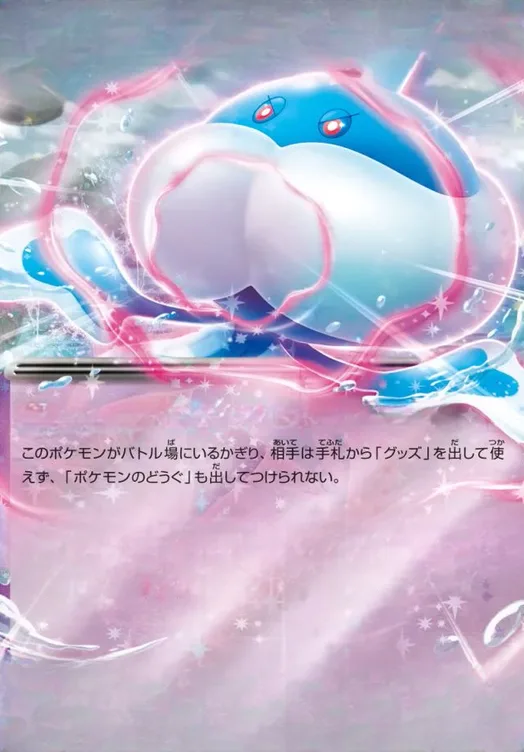 このポケモンがバトル場にいるかぎり、相手は手札から「グッズ」を出して使
えず、「ポケモンのどうぐ」も出してつけられない。